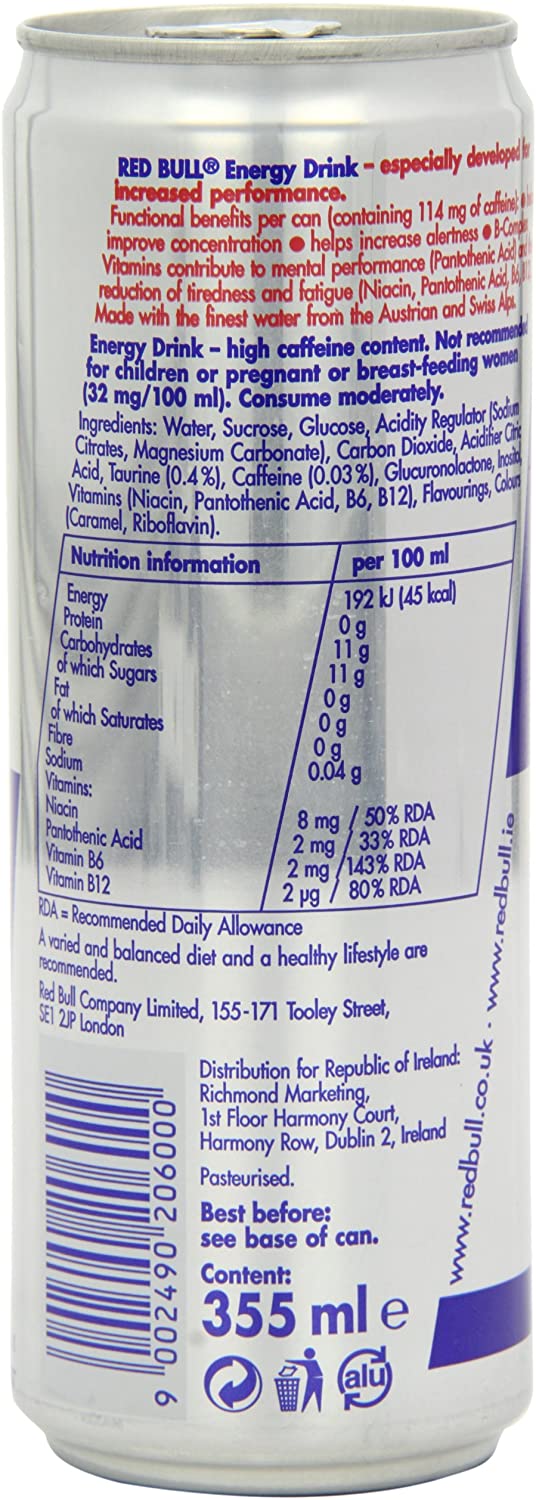 RED BULL® Energy Drink – especially developed for
increased performance.
Functional benefits per can (containing 114 mg of caffeine): ●
improve concentration ● helps increase alertness ● B-Complex
Vitamins contribute to mental performance (Pantothenic Acid) and
reduction of tiredness and fatigue (Niacin, Pantothenic Acid, B6, B12).
Made with the finest water from the Austrian and Swiss Alps.
Energy Drink – high caffeine content. Not recommended
for children or pregnant or breast-feeding women
(32 mg/100 ml). Consume moderately.
Ingredients: Water, Sucrose, Glucose, Acidity Regulator (Sodium
Citrates, Magnesium Carbonate), Carbon Dioxide, Acidifier Citric
Acid, Taurine (0.4%), Caffeine (0.03%), Glucuronolactone, Inositol,
Vitamins (Niacin, Pantothenic Acid, B6, B12), Flavourings, Colours
(Caramel, Riboflavin).
Nutrition information per 100 ml
Energy 192 kJ (45 kcal)
Protein 0 g
Carbohydrates 11 g
of which Sugars 11 g
Fat 0 g
of which Saturates 0 g
Fibre 0 g
Sodium 0.04 g
Vitamins:
Niacin 8 mg / 50% RDA
Pantothenic Acid 2 mg / 33% RDA
Vitamin B6 2 mg / 143% RDA
Vitamin B12 2 µg / 80% RDA
RDA = Recommended Daily Allowance
A varied and balanced diet and a healthy lifestyle are
recommended.
Red Bull Company Limited, 155-171 Tooley Street,
SE1 2JP London
Distribution for Republic of Ireland:
Richmond Marketing,
1st Floor Harmony Court,
Harmony Row, Dublin 2, Ireland
Pasteurised.
Best before:
see base of can.
Content:
355 ml e
alu
9 002490 206000
www.redbull.co.uk · www.redbull.ie